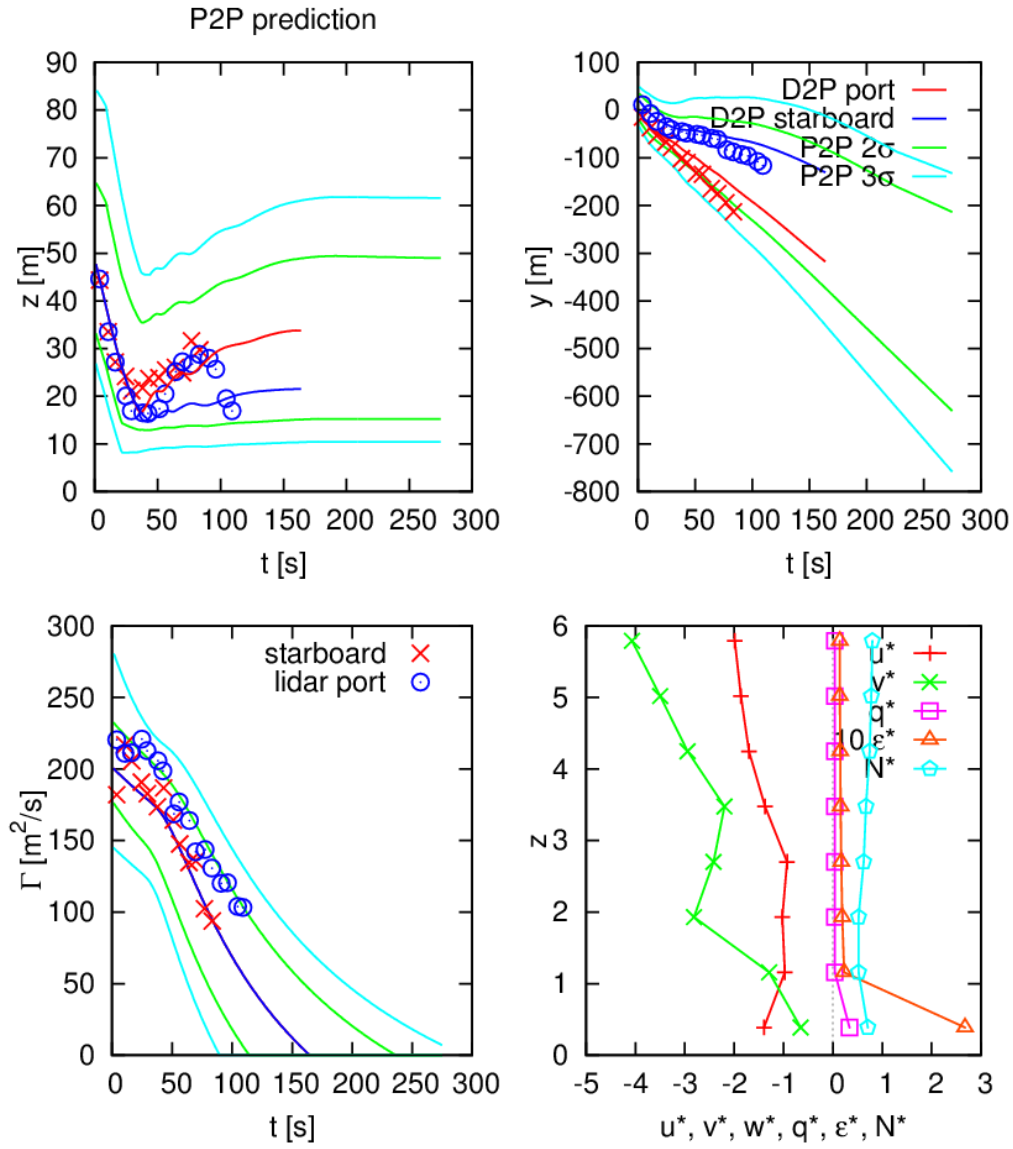 P2P prediction
90
80
70
60
50
40
30
20
10
0
z [m]
0 50 100 150 200 250 300
t [s]
100
0
-100
-200
-300
-400
-500
-600
-700
-800
y [m]
D2P port
D2P starboard
P2P 2σ
P2P 3σ
0 50 100 150 200 250 300
t [s]
300
250
200
150
100
50
0
Γ [m²/s]
starboard
lidar port
0 50 100 150 200 250 300
t [s]
6
5
4
3
2
1
0
z
u*
v*
q*
10 ε*
N*
-5 -4 -3 -2 -1 0 1 2 3
u*, v*, w*, q*, ε*, N*